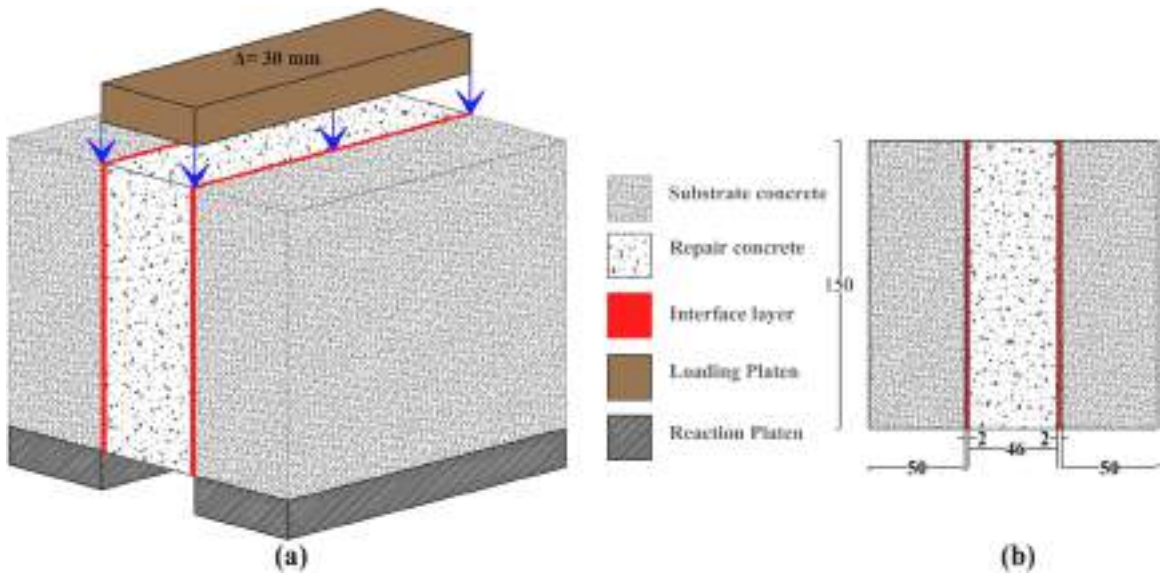 Δ= 30 mm
Substrate concrete
Repair concrete
Interface layer
Loading Platen
Reaction Platen
150
2
2
46
50
50
(a)
(b)